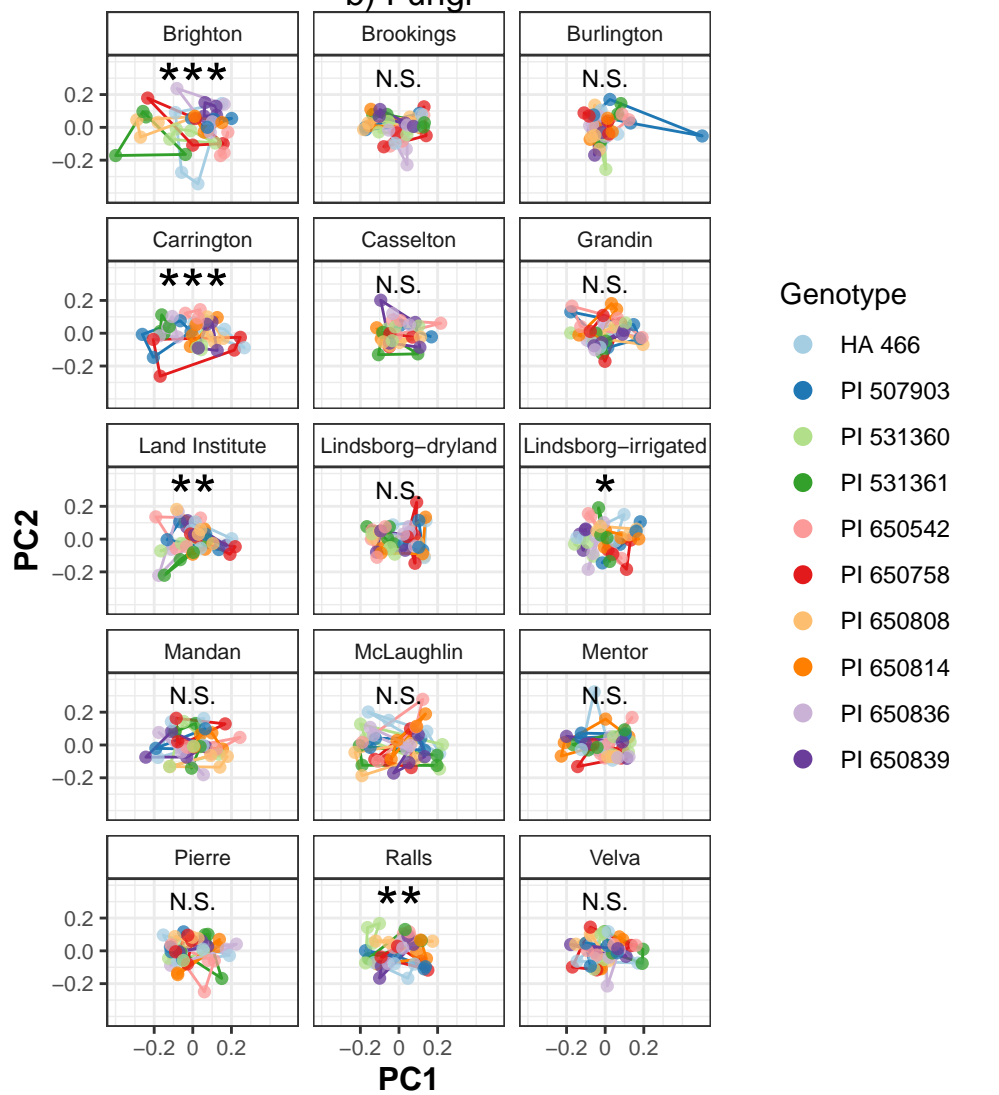 b) Fungi
Brighton Brookings Burlington
*** N.S. N.S.
0.2
0.0
−0.2
Carrington Casselton Grandin
*** N.S. N.S.
0.2
0.0
−0.2
Land Institute Lindsborg−dryland Lindsborg−irrigated
** N.S. *
0.2
0.0
−0.2
Mandan McLaughlin Mentor
N.S. N.S. N.S.
0.2
0.0
−0.2
Pierre Ralls Velva
N.S. ** N.S.
0.2
0.0
−0.2
−0.2 0 0.2 −0.2 0 0.2 −0.2 0 0.2
PC1
PC2
Genotype
HA 466
PI 507903
PI 531360
PI 531361
PI 650542
PI 650758
PI 650808
PI 650814
PI 650836
PI 650839